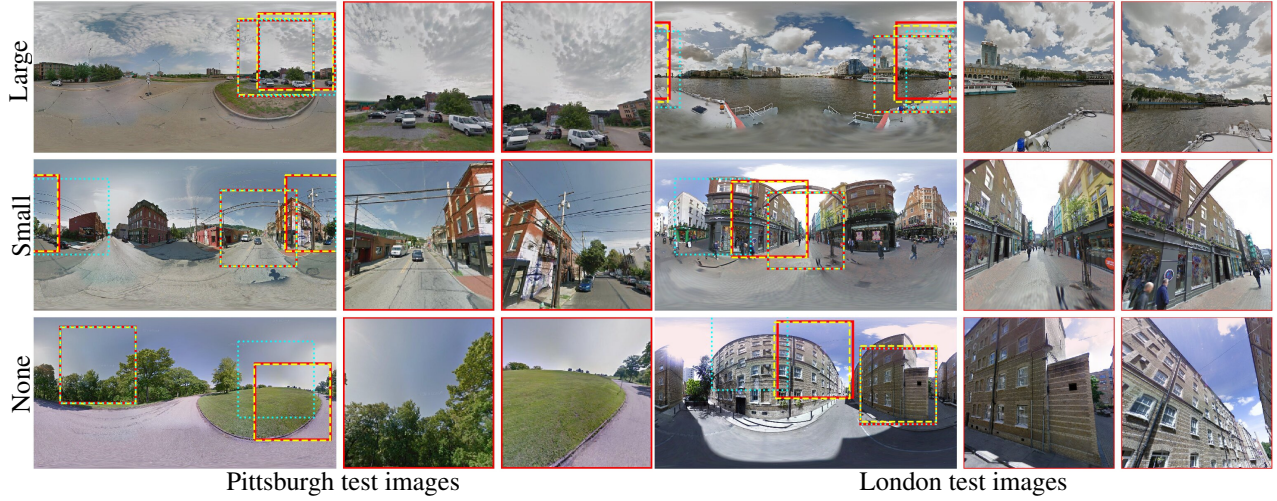 Large
Small
None
Pittsburgh test images
London test images